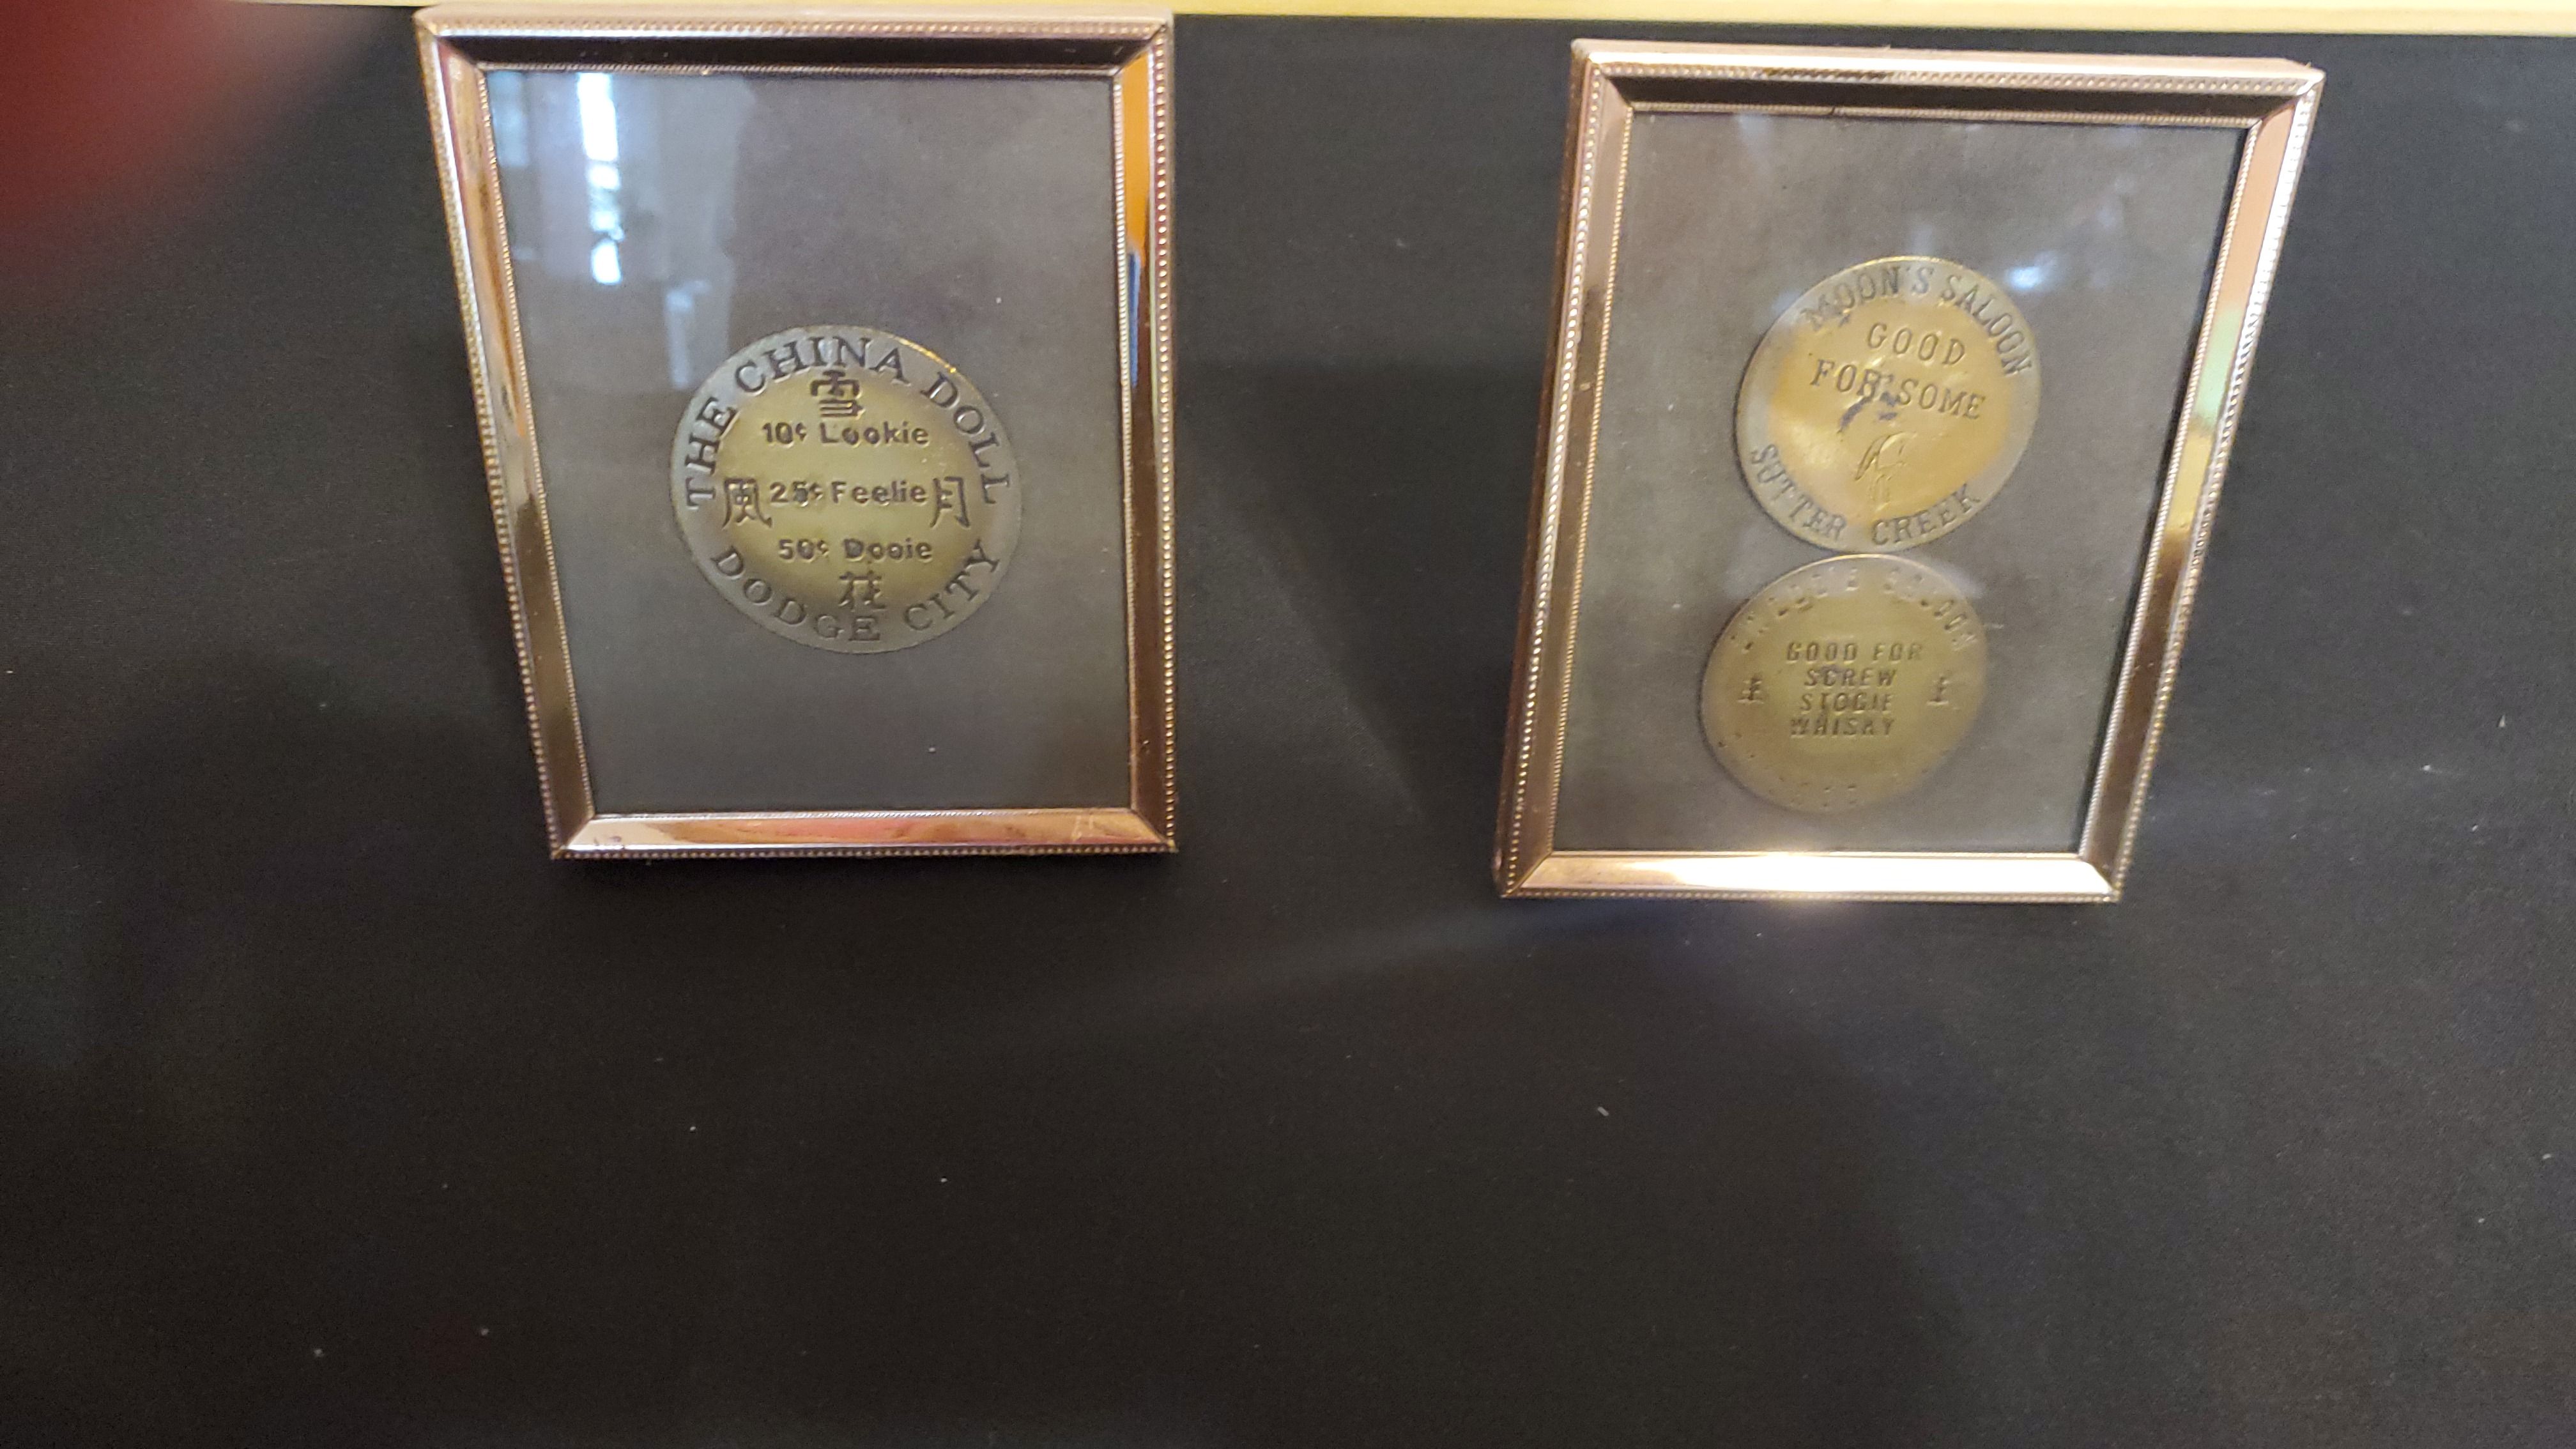 THE CHINA DOLL
雪
10¢ Lookie
風 25¢ Feelie 月
50¢ Dooie
花
DODGE CITY
MOON'S SALOON
GOOD
FOR SOME
SUTTER CREEK
SALOON
GOOD FOR
SCREW
STOGIE
WHISKY